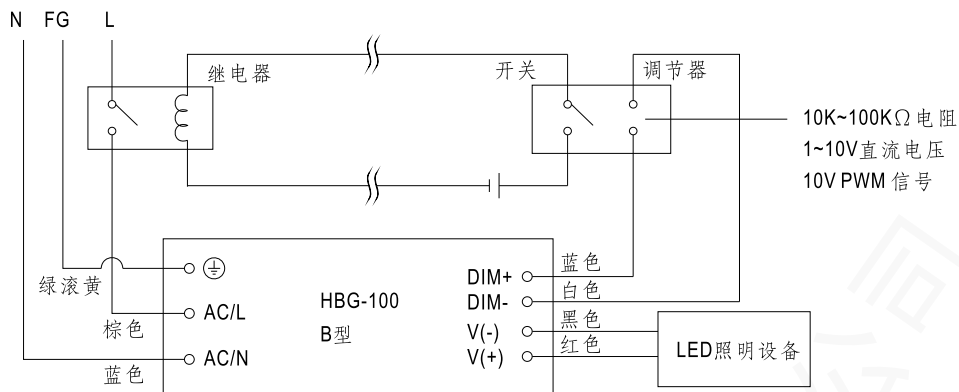 N FG L
继电器
开关
调节器
10K~100KΩ电阻
1~10V直流电压
10V PWM 信号
绿滚黄
棕色
蓝色
AC/L
AC/N
HBG-100
B型
DIM+
DIM-
V(-)
V(+)
蓝色
白色
黑色
红色
LED照明设备
公司